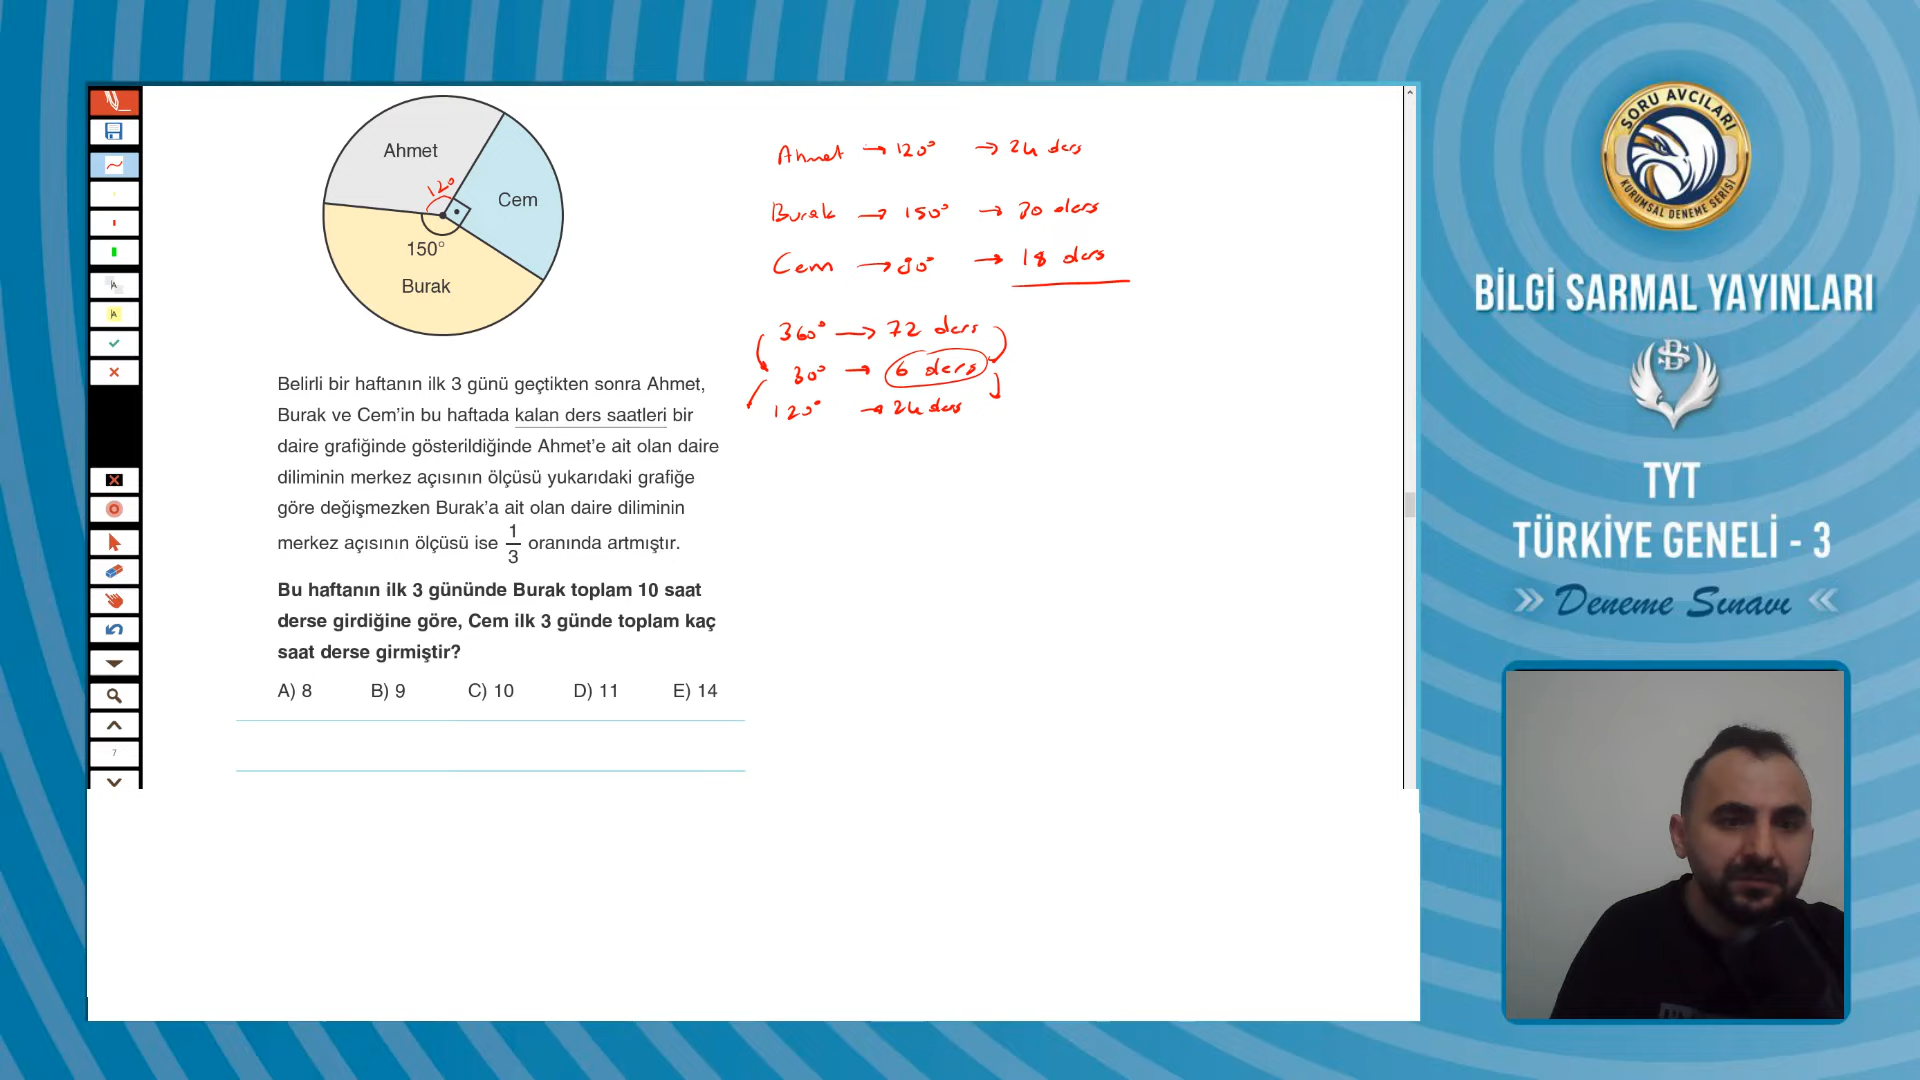 Ahmet
120
Cem
150°
Burak
Belirli bir haftanın ilk 3 günü geçtikten sonra Ahmet,
Burak ve Cem'in bu haftada kalan ders saatleri bir
daire grafiğinde gösterildiğinde Ahmet'e ait olan daire
diliminin merkez açısının ölçüsü yukarıdaki grafiğe
göre değişmezken Burak'a ait olan daire diliminin
merkez açısının ölçüsü ise 1/3 oranında artmıştır.
Bu haftanın ilk 3 gününde Burak toplam 10 saat
derse girdiğine göre, Cem ilk 3 günde toplam kaç
saat derse girmiştir?
A) 8 B) 9 C) 10 D) 11 E) 14
Ahmet → 120° → 24 ders
Burak → 150° → 30 ders
Cem → 90° → 18 ders
360° → 72 ders
30° → 6 ders
120° → 24 ders
7
SORU AVCILARI
KURUMSAL DENEME SERİSİ
BİLGİ SARMAL YAYINLARI
BS
TYT
TÜRKİYE GENELİ - 3
Deneme Sınavı